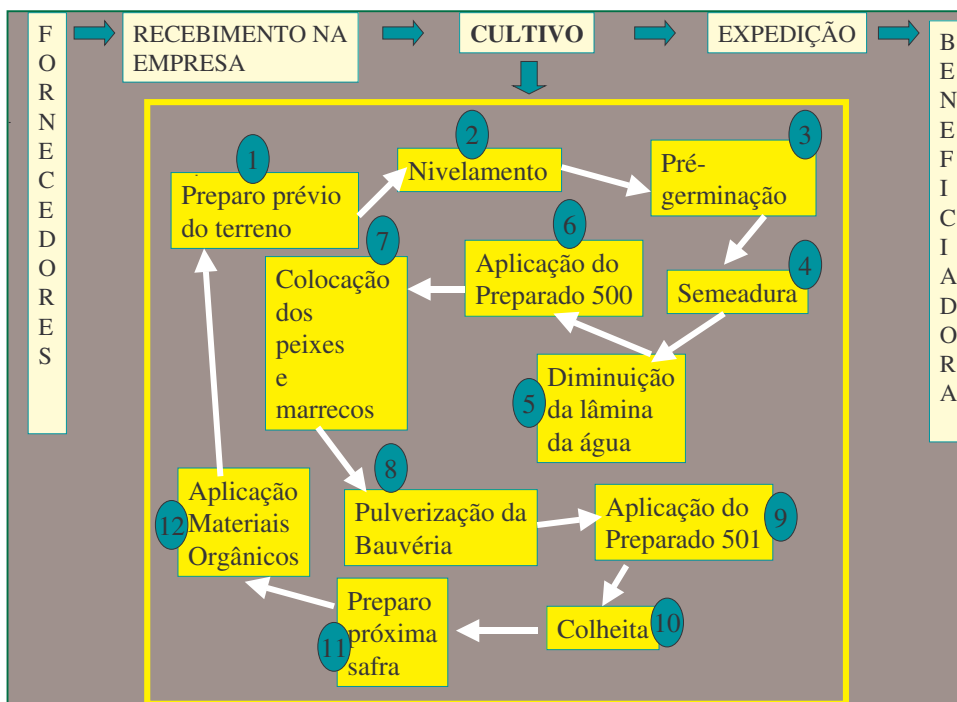 FORNECEDORES
RECEBIMENTO NA
EMPRESA
CULTIVO
EXPEDIÇÃO
BENEFICIADORA
1
Preparo prévio
do terreno
2
Nivelamento
3
Pré-
germinação
4
Semeadura
5
Diminuição
da lâmina
da água
6
Aplicação do
Preparado 500
7
Colocação
dos
peixes
e
marrecos
8
Pulverização da
Bauvéria
9
Aplicação do
Preparado 501
10
Colheita
11
Preparo
próxima
safra
12
Aplicação
Materiais
Orgânicos